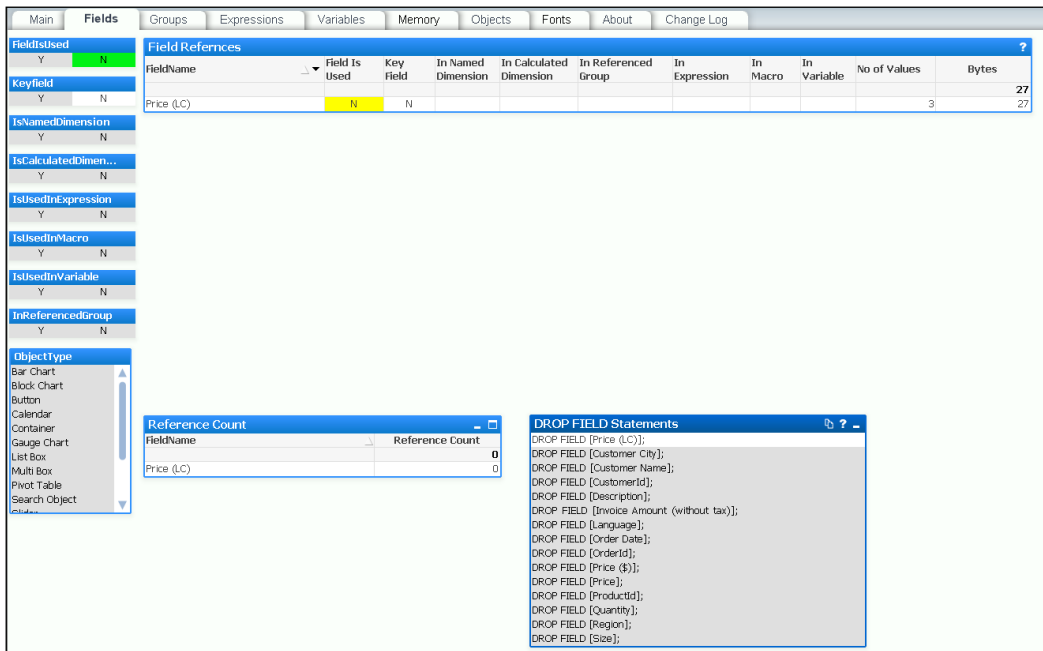 Main Fields Groups Expressions Variables Memory Objects Fonts About Change Log
FieldIsUsed
Y N
Keyfield
Y N
IsNamedDimension
Y N
IsCalculatedDimen...
Y N
IsUsedInExpression
Y N
IsUsedInMacro
Y N
IsUsedInVariable
Y N
InReferencedGroup
Y N
ObjectType
Bar Chart
Block Chart
Button
Calendar
Container
Gauge Chart
List Box
Multi Box
Pivot Table
Search Object
Slider
Field Refernces ?
FieldName Field Is Used Key Field In Named Dimension In Calculated Dimension In Referenced Group In Expression In Macro In Variable No of Values Bytes
27
Price (LC) N N 3 27
Reference Count
FieldName Reference Count
0
Price (LC) 0
DROP FIELD Statements ?
DROP FIELD [Price (LC)];
DROP FIELD [Customer City];
DROP FIELD [Customer Name];
DROP FIELD [CustomerId];
DROP FIELD [Description];
DROP FIELD [Invoice Amount (without tax)];
DROP FIELD [Language];
DROP FIELD [Order Date];
DROP FIELD [OrderId];
DROP FIELD [Price ($)];
DROP FIELD [Price];
DROP FIELD [ProductId];
DROP FIELD [Quantity];
DROP FIELD [Region];
DROP FIELD [Size];